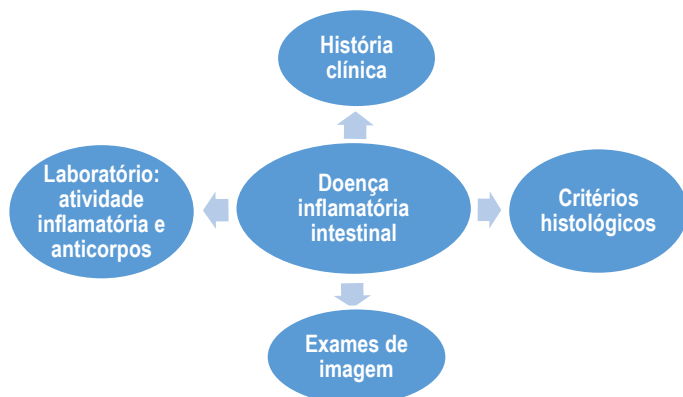 História
clínica
Laboratório:
atividade
inflamatória e
anticorpos
Doença
inflamatória
intestinal
Critérios
histológicos
Exames de
imagem